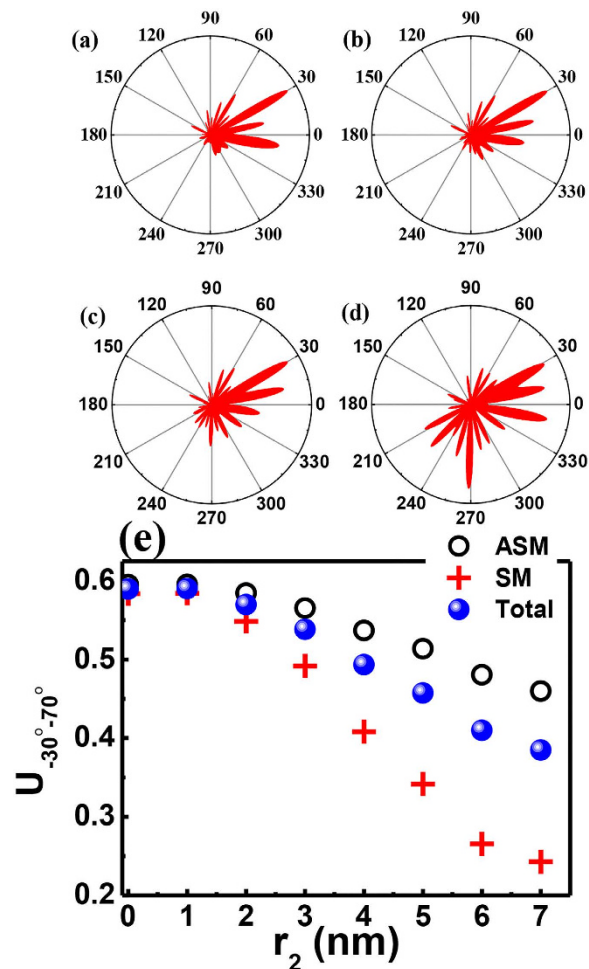 (a) 90 (b) 90
120 60 120 60
150 30 150 30
180 0 180 0
210 330 210 330
240 300 240 300
270 270
(c) 90 (d) 90
120 60 120 60
150 30 150 30
180 0 180 0
210 330 210 330
240 300 240 300
270 270
(e)
ASM
SM
Total
0.6
0.5
0.4
0.3
0.2
U-30°-70°
0 1 2 3 4 5 6 7
r2 (nm)